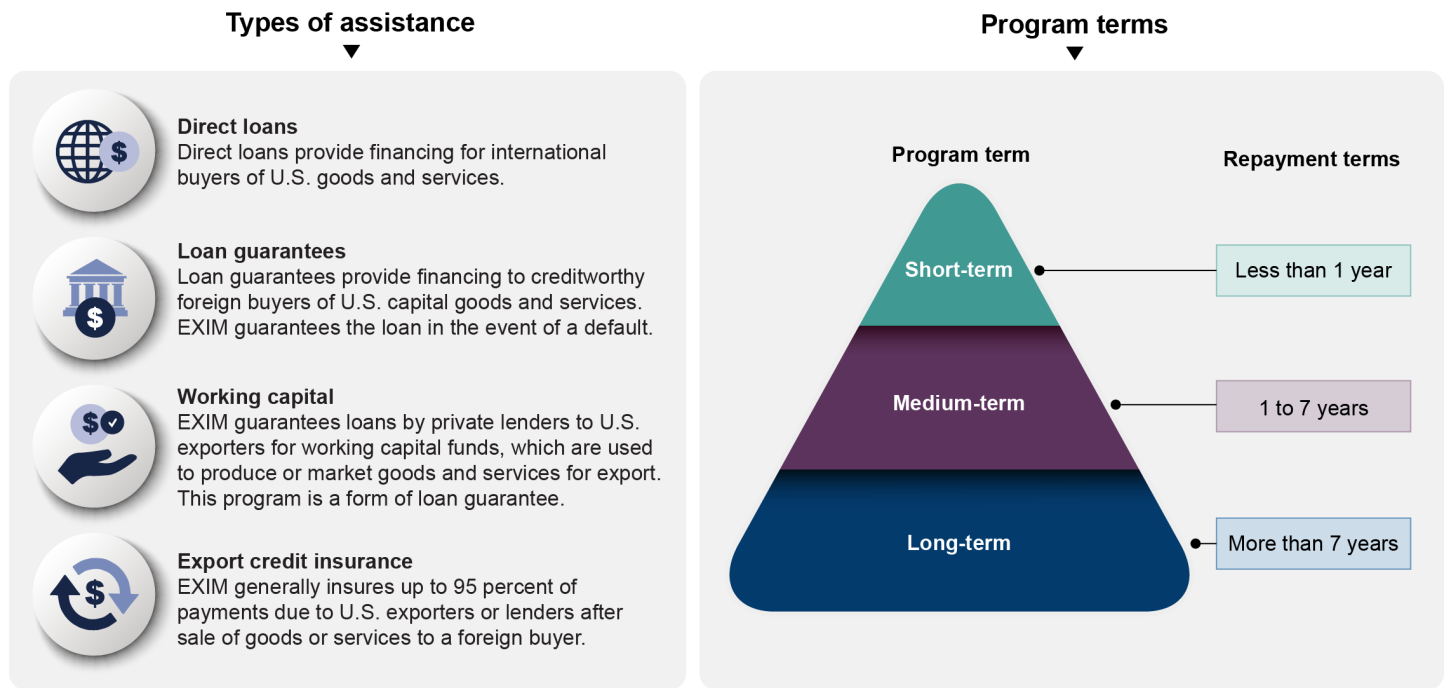 Types of assistance
Direct loans
Direct loans provide financing for international
buyers of U.S. goods and services.
Loan guarantees
Loan guarantees provide financing to creditworthy
foreign buyers of U.S. capital goods and services.
EXIM guarantees the loan in the event of a default.
Working capital
EXIM guarantees loans by private lenders to U.S.
exporters for working capital funds, which are used
to produce or market goods and services for export.
This program is a form of loan guarantee.
Export credit insurance
EXIM generally insures up to 95 percent of
payments due to U.S. exporters or lenders after
sale of goods or services to a foreign buyer.
Program terms
Program term
Repayment terms
Short-term
Less than 1 year
Medium-term
1 to 7 years
Long-term
More than 7 years